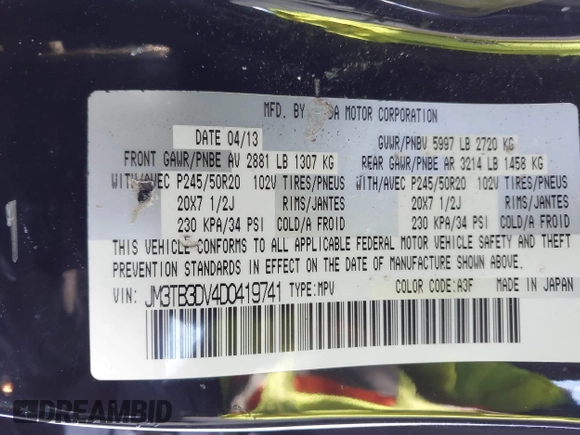 MFD. BY DA MOTOR CORPORATION
DATE 04/13
GVWR/PNBV 5997 LB 2720 KG
FRONT GAWR/PNBE AV 2881 LB 1307 KG
REAR GAWR/PNBE AR 3214 LB 1458 KG
WITH/AVEC P245/50R20 102V TIRES/PNEUS
WITH/AVEC P245/50R20 102V TIRES/PNEUS
20X7 1/2J RIMS/JANTES
20X7 1/2J RIMS/JANTES
230 KPA/34 PSI COLD/A FROID
230 KPA/34 PSI COLD/A FROID
THIS VEHICLE CONFORMS TO ALL APPLICABLE FEDERAL MOTOR VEHICLE SAFETY AND THEFT
PREVENTION STANDARDS IN EFFECT ON THE DATE OF MANUFACTURE SHOWN ABOVE.
VIN: JM3TB3DV4D0419741 TYPE:MPV COLOR CODE:A3F MADE IN JAPAN
DREAMBID